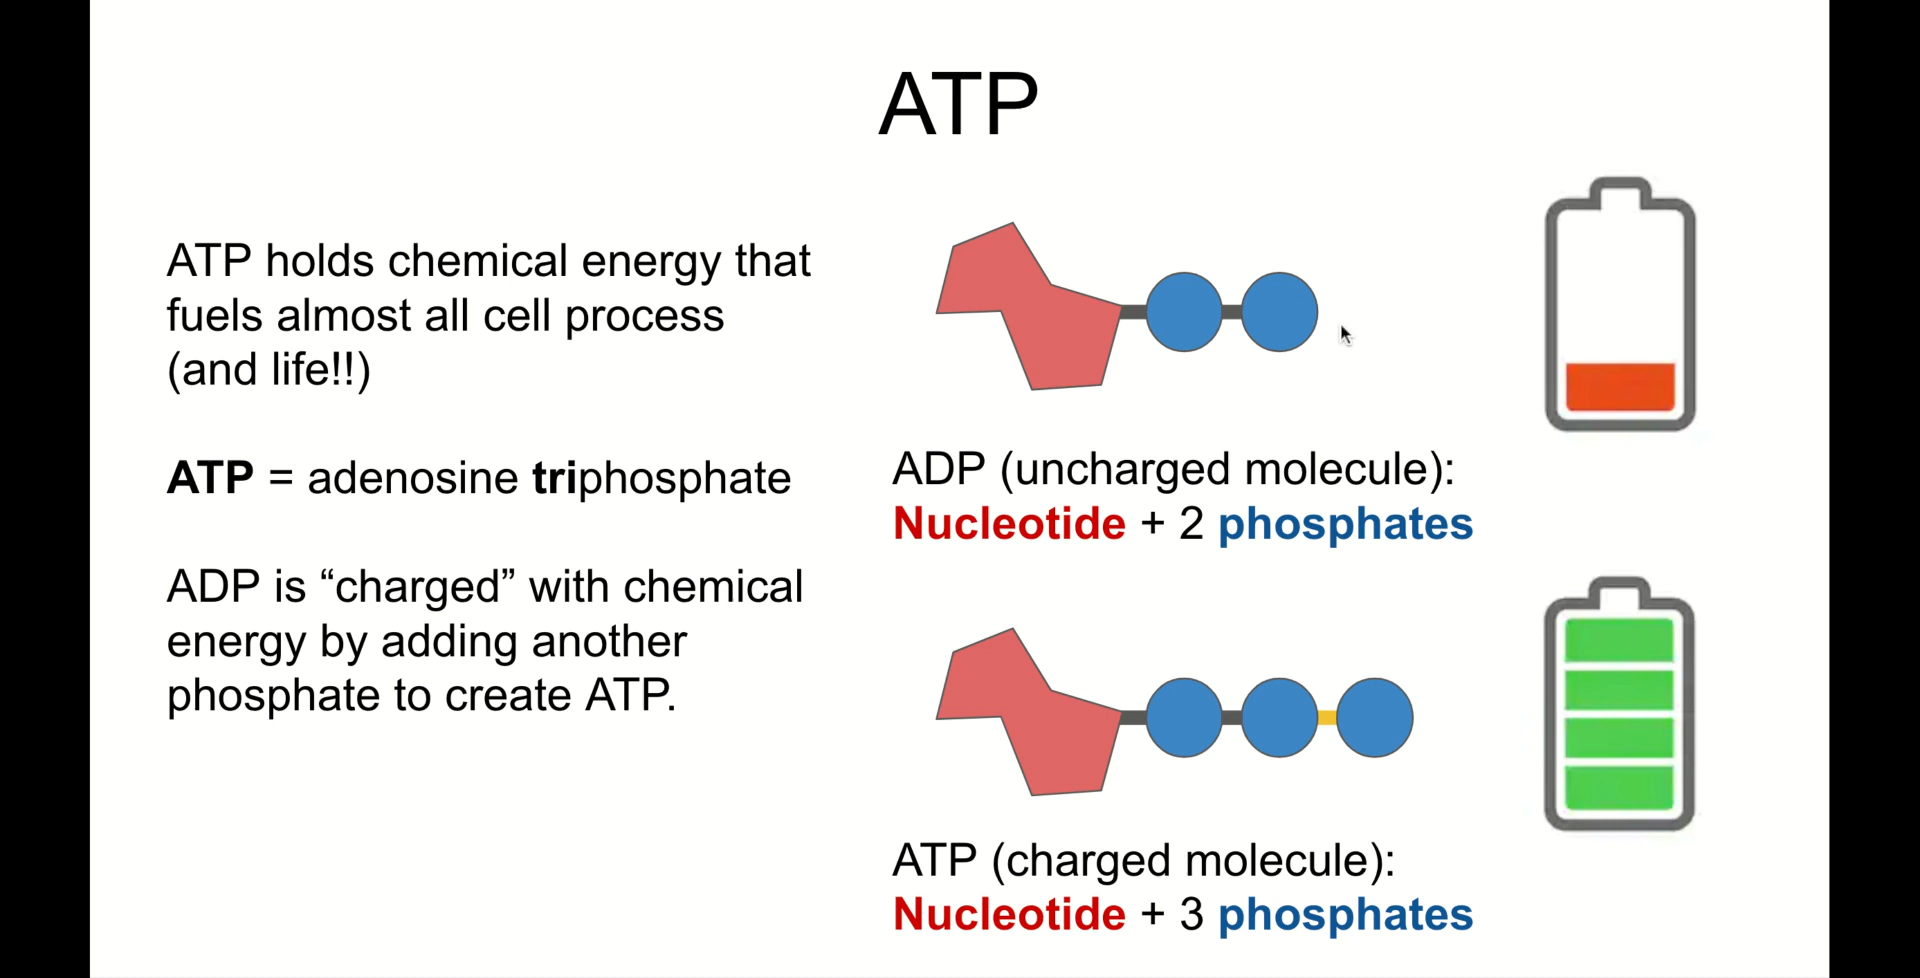 ATP
ATP holds chemical energy that
fuels almost all cell process
(and life!!)
ATP = adenosine triphosphate
ADP is “charged” with chemical
energy by adding another
phosphate to create ATP.
ADP (uncharged molecule):
Nucleotide + 2 phosphates
ATP (charged molecule):
Nucleotide + 3 phosphates